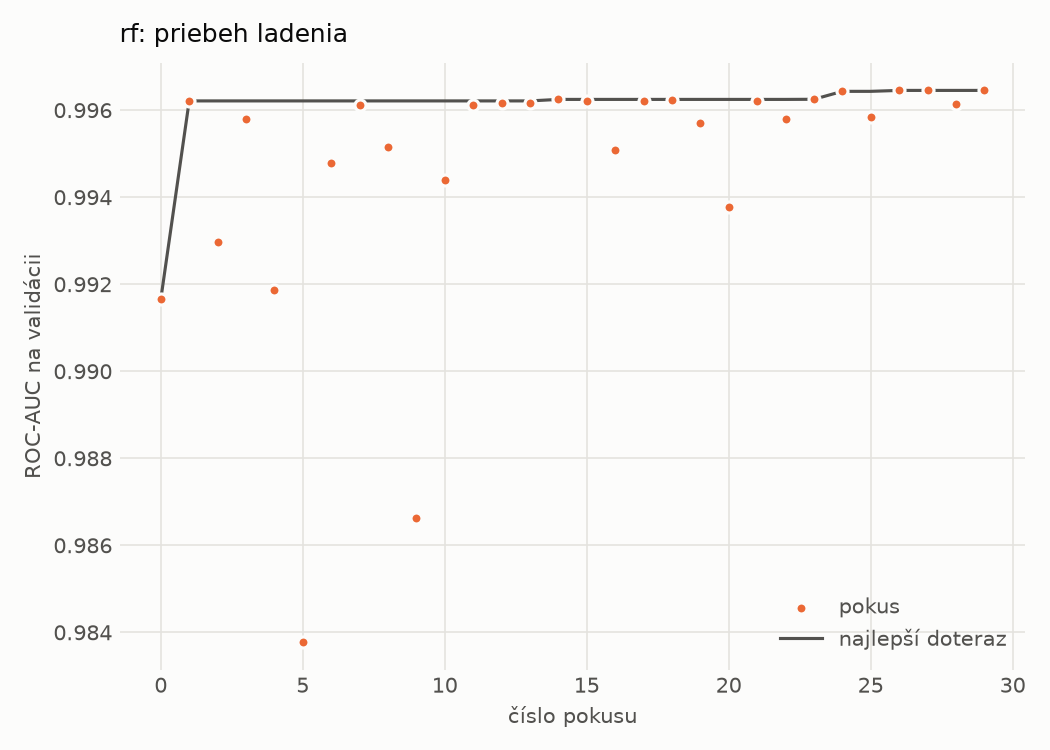 rf: priebeh ladenia
ROC-AUC na validácii
0.996
0.994
0.992
0.990
0.988
0.986
0.984
0 5 10 15 20 25 30
číslo pokusu
pokus
najlepší doteraz